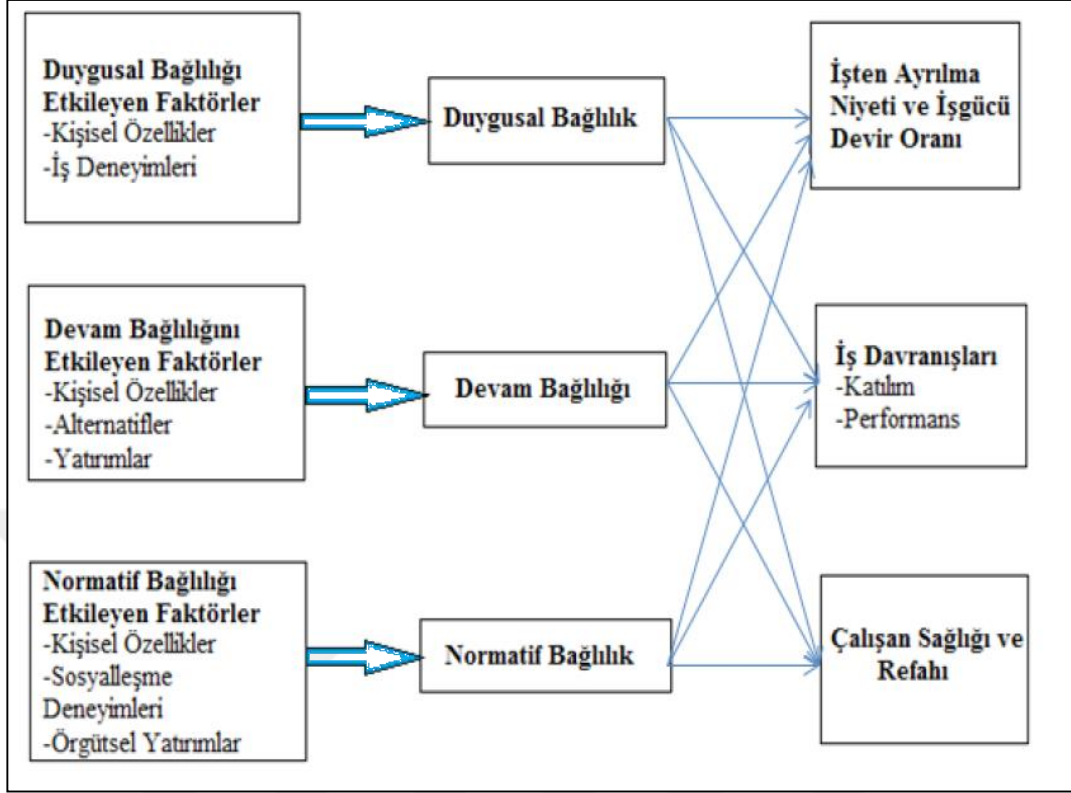 Duygusal Bağlılığı
Etkileyen Faktörler
-Kişisel Özellikler
-İş Deneyimleri
Duygusal Bağlılık
İşten Ayrılma
Niyeti ve İşgücü
Devir Oranı
Devam Bağlılığını
Etkileyen Faktörler
-Kişisel Özellikler
-Alternatifler
-Yatırımlar
Devam Bağlılığı
İş Davranışları
-Katılım
-Performans
Normatif Bağlılığı
Etkileyen Faktörler
-Kişisel Özellikler
-Sosyalleşme
Deneyimleri
-Örgütsel Yatırımlar
Normatif Bağlılık
Çalışan Sağlığı ve
Refahı